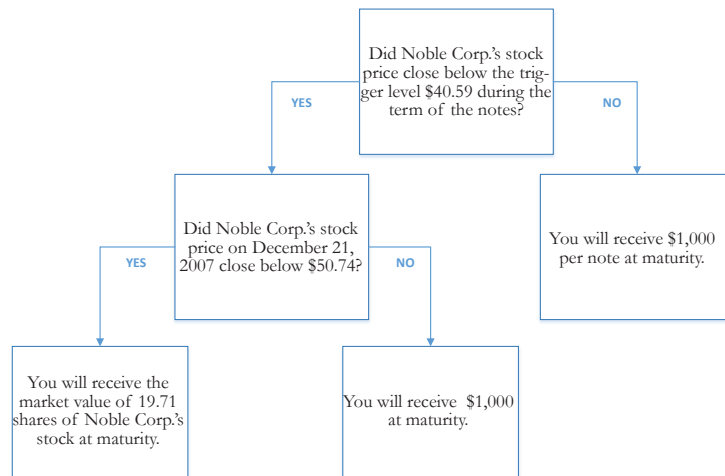 Did Noble Corp.'s stock
price close below the trig-
ger level $40.59 during the
term of the notes?
YES
NO
Did Noble Corp.'s stock
price on December 21,
2007 close below $50.74?
You will receive $1,000
per note at maturity.
YES
NO
You will receive the
market value of 19.71
shares of Noble Corp.'s
stock at maturity.
You will receive $1,000
at maturity.